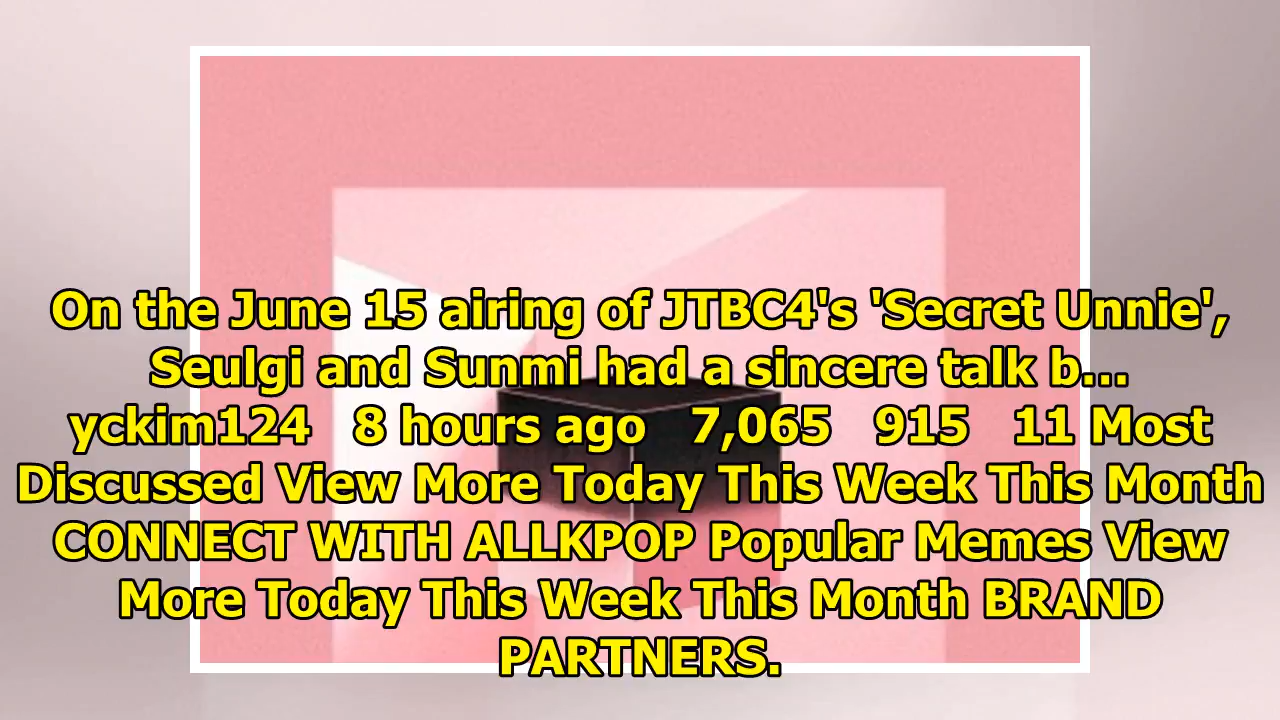 On the June 15 airing of JTBC4's 'Secret Unnie',
Seulgi and Sunmi had a sincere talk b...
yckim124 8 hours ago 7,065 915 11 Most
Discussed View More Today This Week This Month
CONNECT WITH ALLKPOP Popular Memes View
More Today This Week This Month BRAND
PARTNERS.